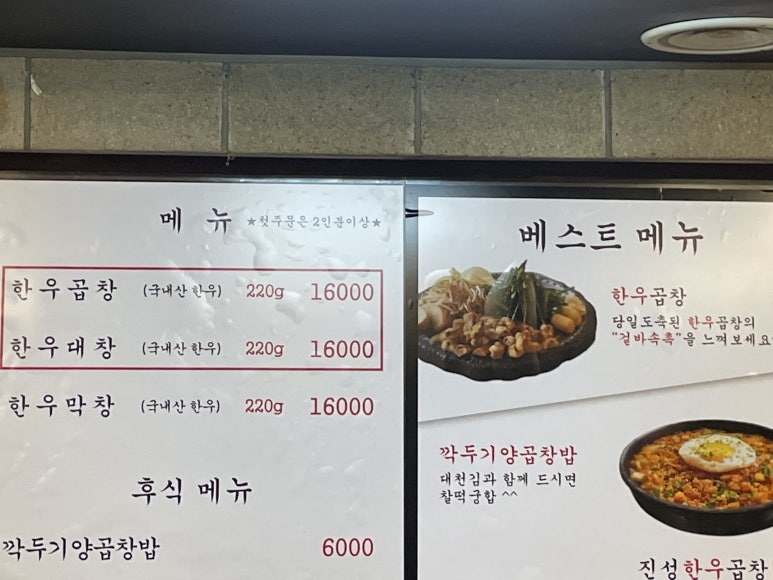 메 뉴 ★첫주문은 2인분이상★
한우곱창 (국내산 한우) 220g 16000
한우대창 (국내산 한우) 220g 16000
한우막창 (국내산 한우) 220g 16000
후식 메뉴
깍두기양곱창밥 6000
베스트 메뉴
한우곱창
당일도축된 한우곱창의
"겉바속촉"을 느껴보세요
깍두기양곱창밥
대천김과 함께 드시면
찰떡궁합 ^^
진성한우곱창